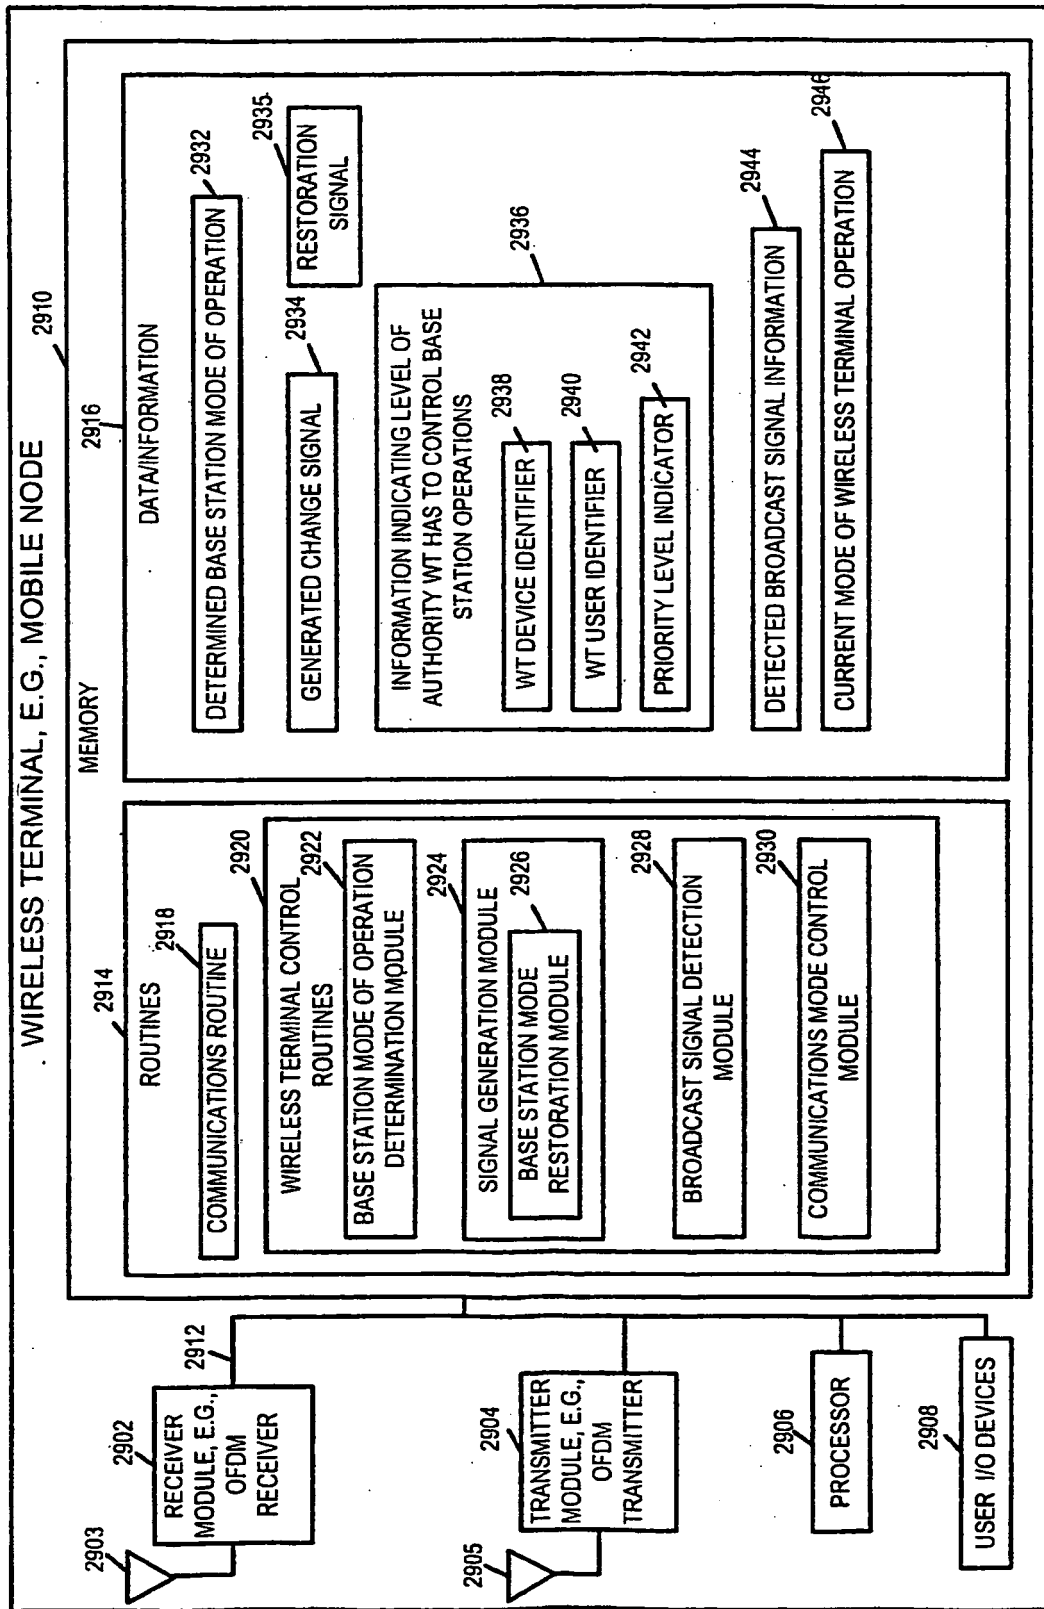 WIRELESS TERMINAL, E.G., MOBILE NODE
2903
2902
RECEIVER
MODULE, E.G.,
OFDM
RECEIVER
2912
2905
2904
TRANSMITTER
MODULE, E.G.,
OFDM
TRANSMITTER
2906
PROCESSOR
2908
USER I/O DEVICES
2910
MEMORY
2914
ROUTINES
2918
COMMUNICATIONS ROUTINE
2920
WIRELESS TERMINAL CONTROL
ROUTINES
2922
BASE STATION MODE OF OPERATION
DETERMINATION MODULE
2924
SIGNAL GENERATION MODULE
2926
BASE STATION MODE
RESTORATION MODULE
2928
BROADCAST SIGNAL DETECTION
MODULE
2930
COMMUNICATIONS MODE CONTROL
MODULE
2916
DATA/INFORMATION
2932
DETERMINED BASE STATION MODE OF OPERATION
2934
GENERATED CHANGE SIGNAL
2935
RESTORATION
SIGNAL
2936
INFORMATION INDICATING LEVEL OF
AUTHORITY WT HAS TO CONTROL BASE
STATION OPERATIONS
2938
WT DEVICE IDENTIFIER
2940
WT USER IDENTIFIER
2942
PRIORITY LEVEL INDICATOR
2944
DETECTED BROADCAST SIGNAL INFORMATION
2946
CURRENT MODE OF WIRELESS TERMINAL OPERATION